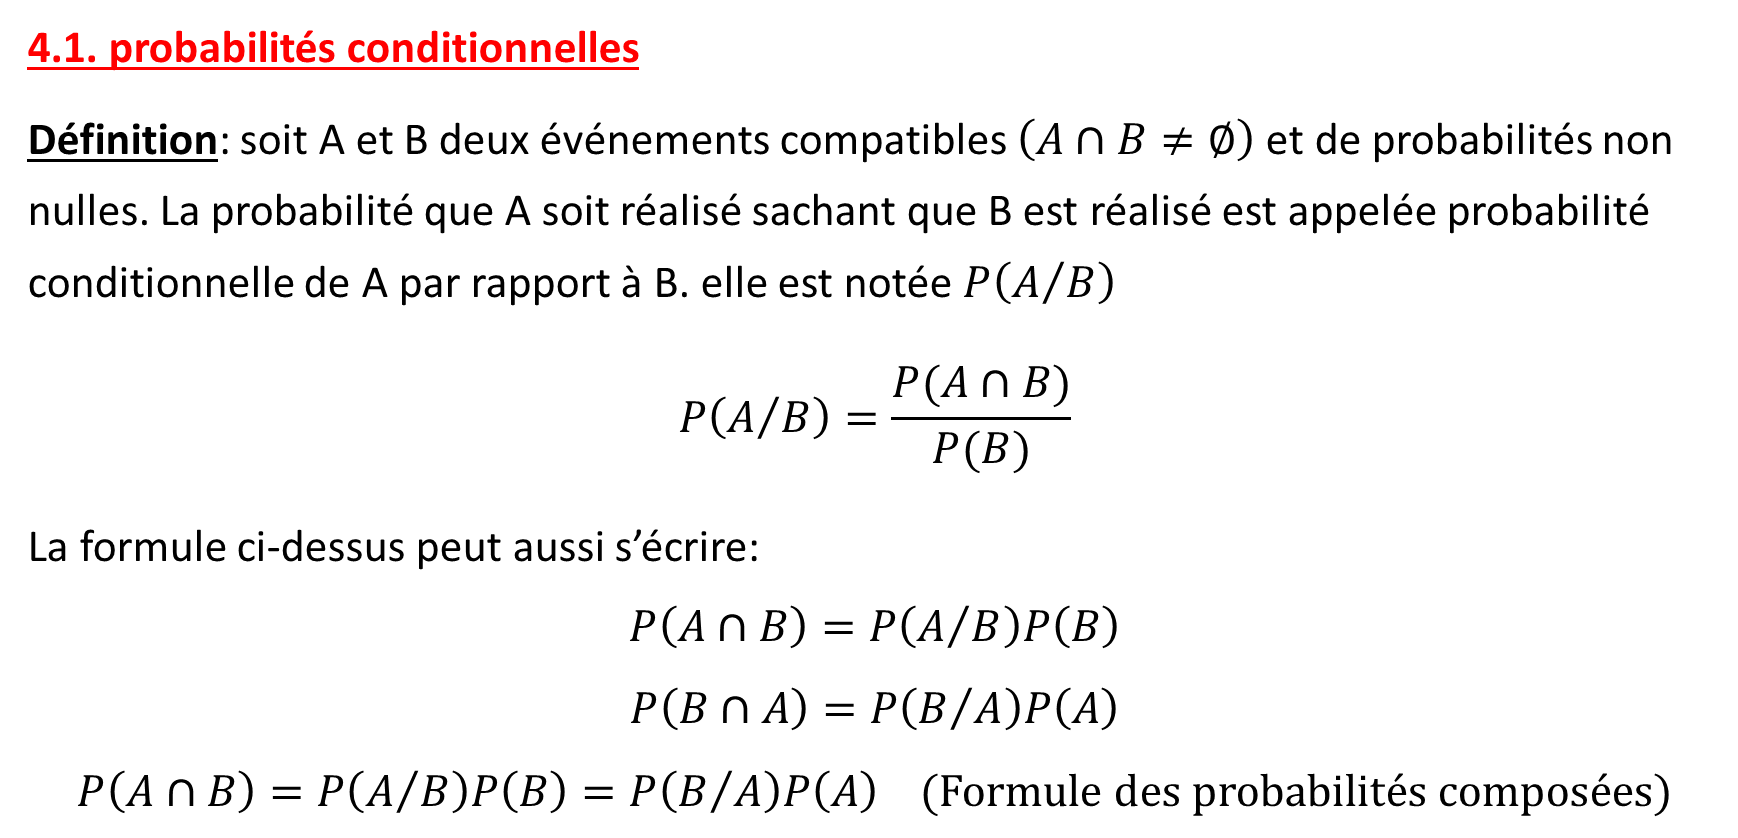 4.1. probabilités conditionnelles
Définition: soit A et B deux événements compatibles (A ∩ B ≠ ∅) et de probabilités non
nulles. La probabilité que A soit réalisé sachant que B est réalisé est appelée probabilité
conditionnelle de A par rapport à B. elle est notée P(A/B)
P(A/B) = P(A ∩ B) / P(B)
La formule ci-dessus peut aussi s’écrire:
P(A ∩ B) = P(A/B)P(B)
P(B ∩ A) = P(B/A)P(A)
P(A ∩ B) = P(A/B)P(B) = P(B/A)P(A) (Formule des probabilités composées)